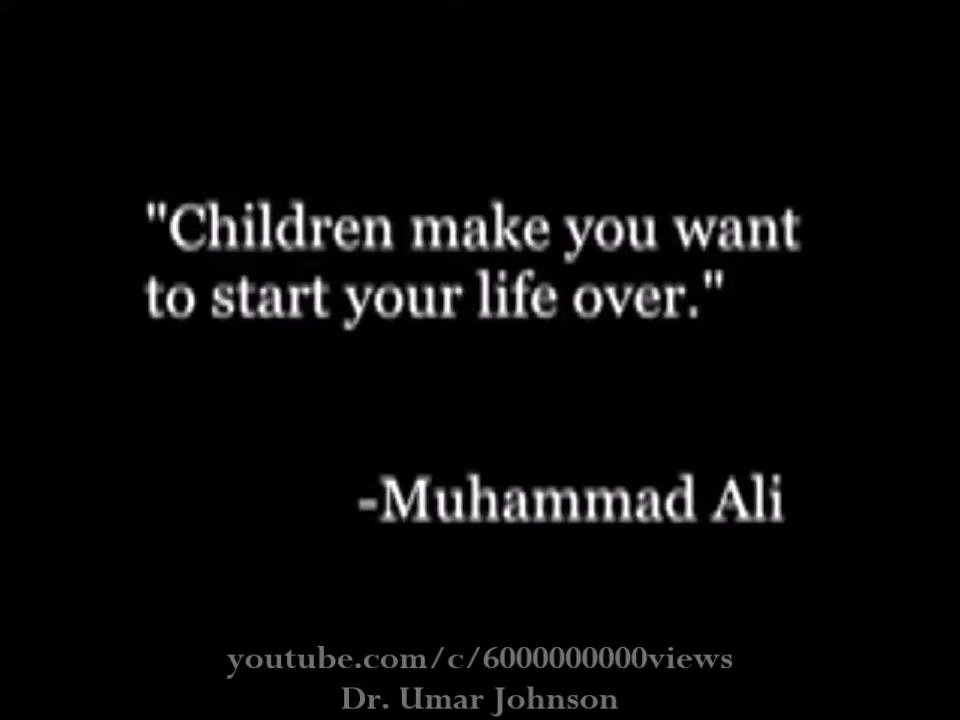 "Children make you want
to start your life over."
-Muhammad Ali
youtube.com/c/6000000000views
Dr. Umar Johnson